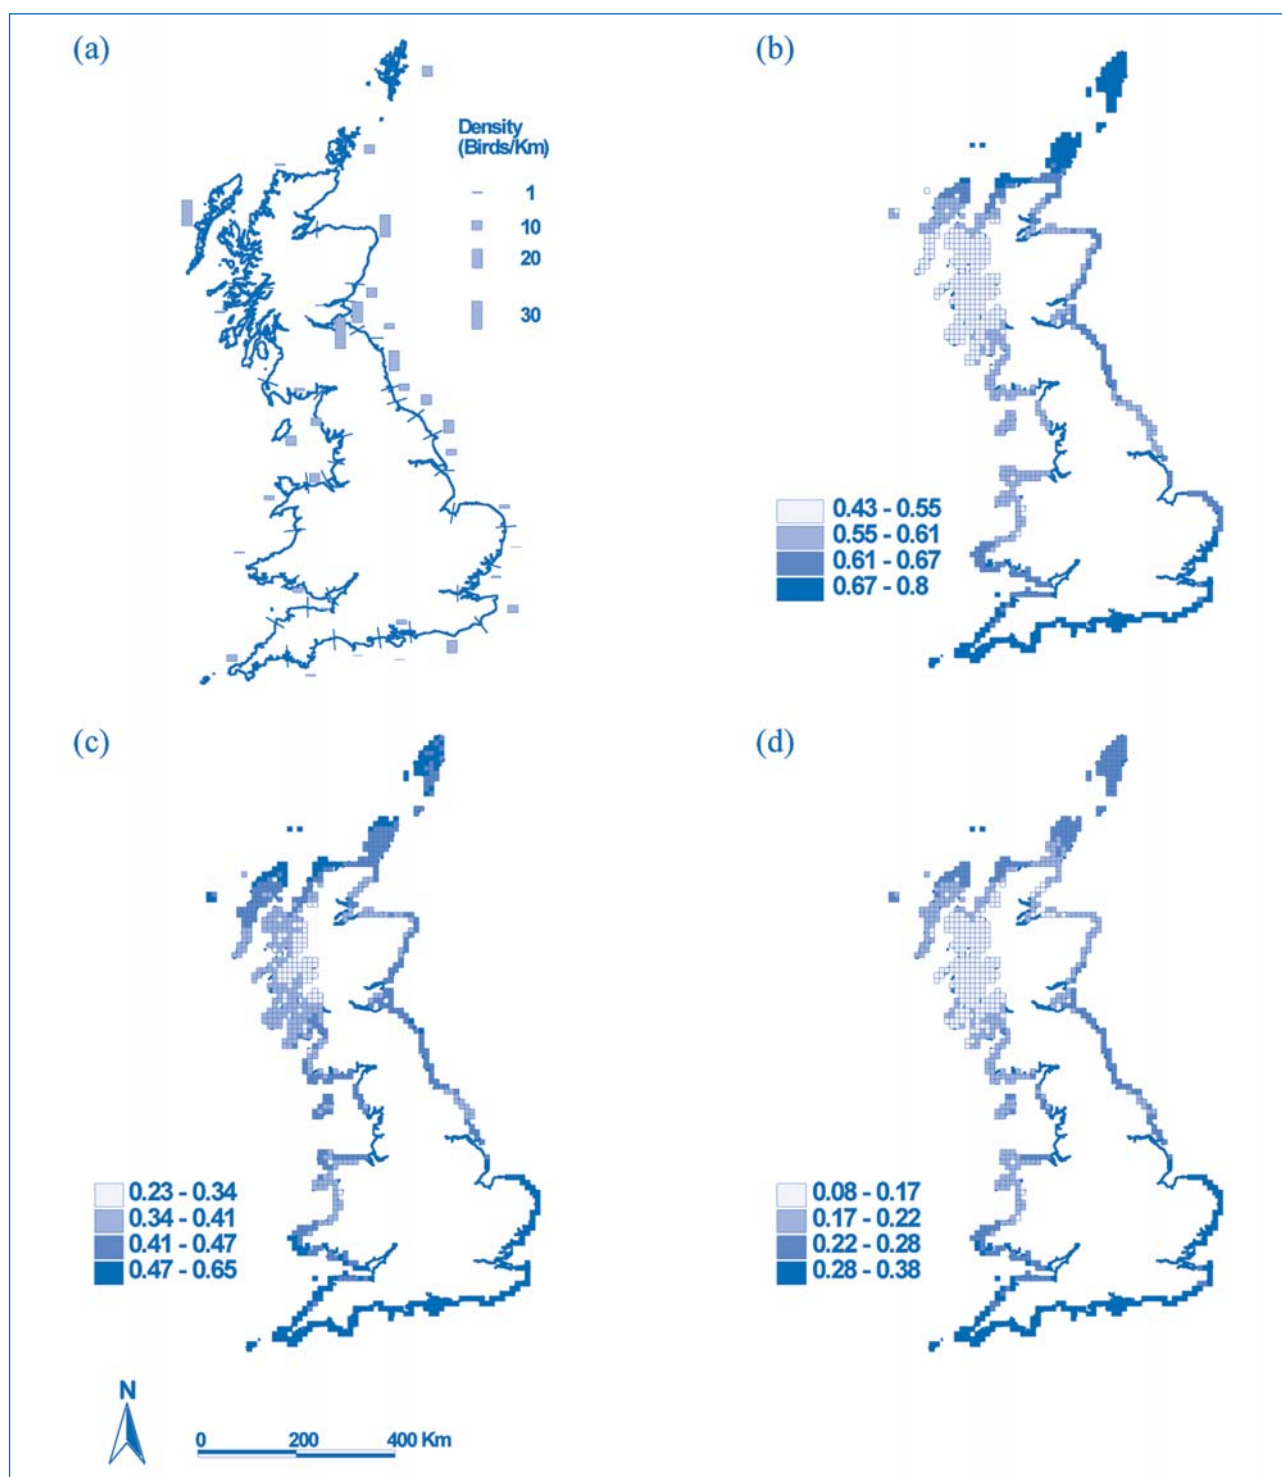 (a)
Density
(Birds/Km)
1
10
20
30
(b)
0.43 - 0.55
0.55 - 0.61
0.61 - 0.67
0.67 - 0.8
(c)
0.23 - 0.34
0.34 - 0.41
0.41 - 0.47
0.47 - 0.65
(d)
0.08 - 0.17
0.17 - 0.22
0.22 - 0.28
0.28 - 0.38
N
0 200 400 Km